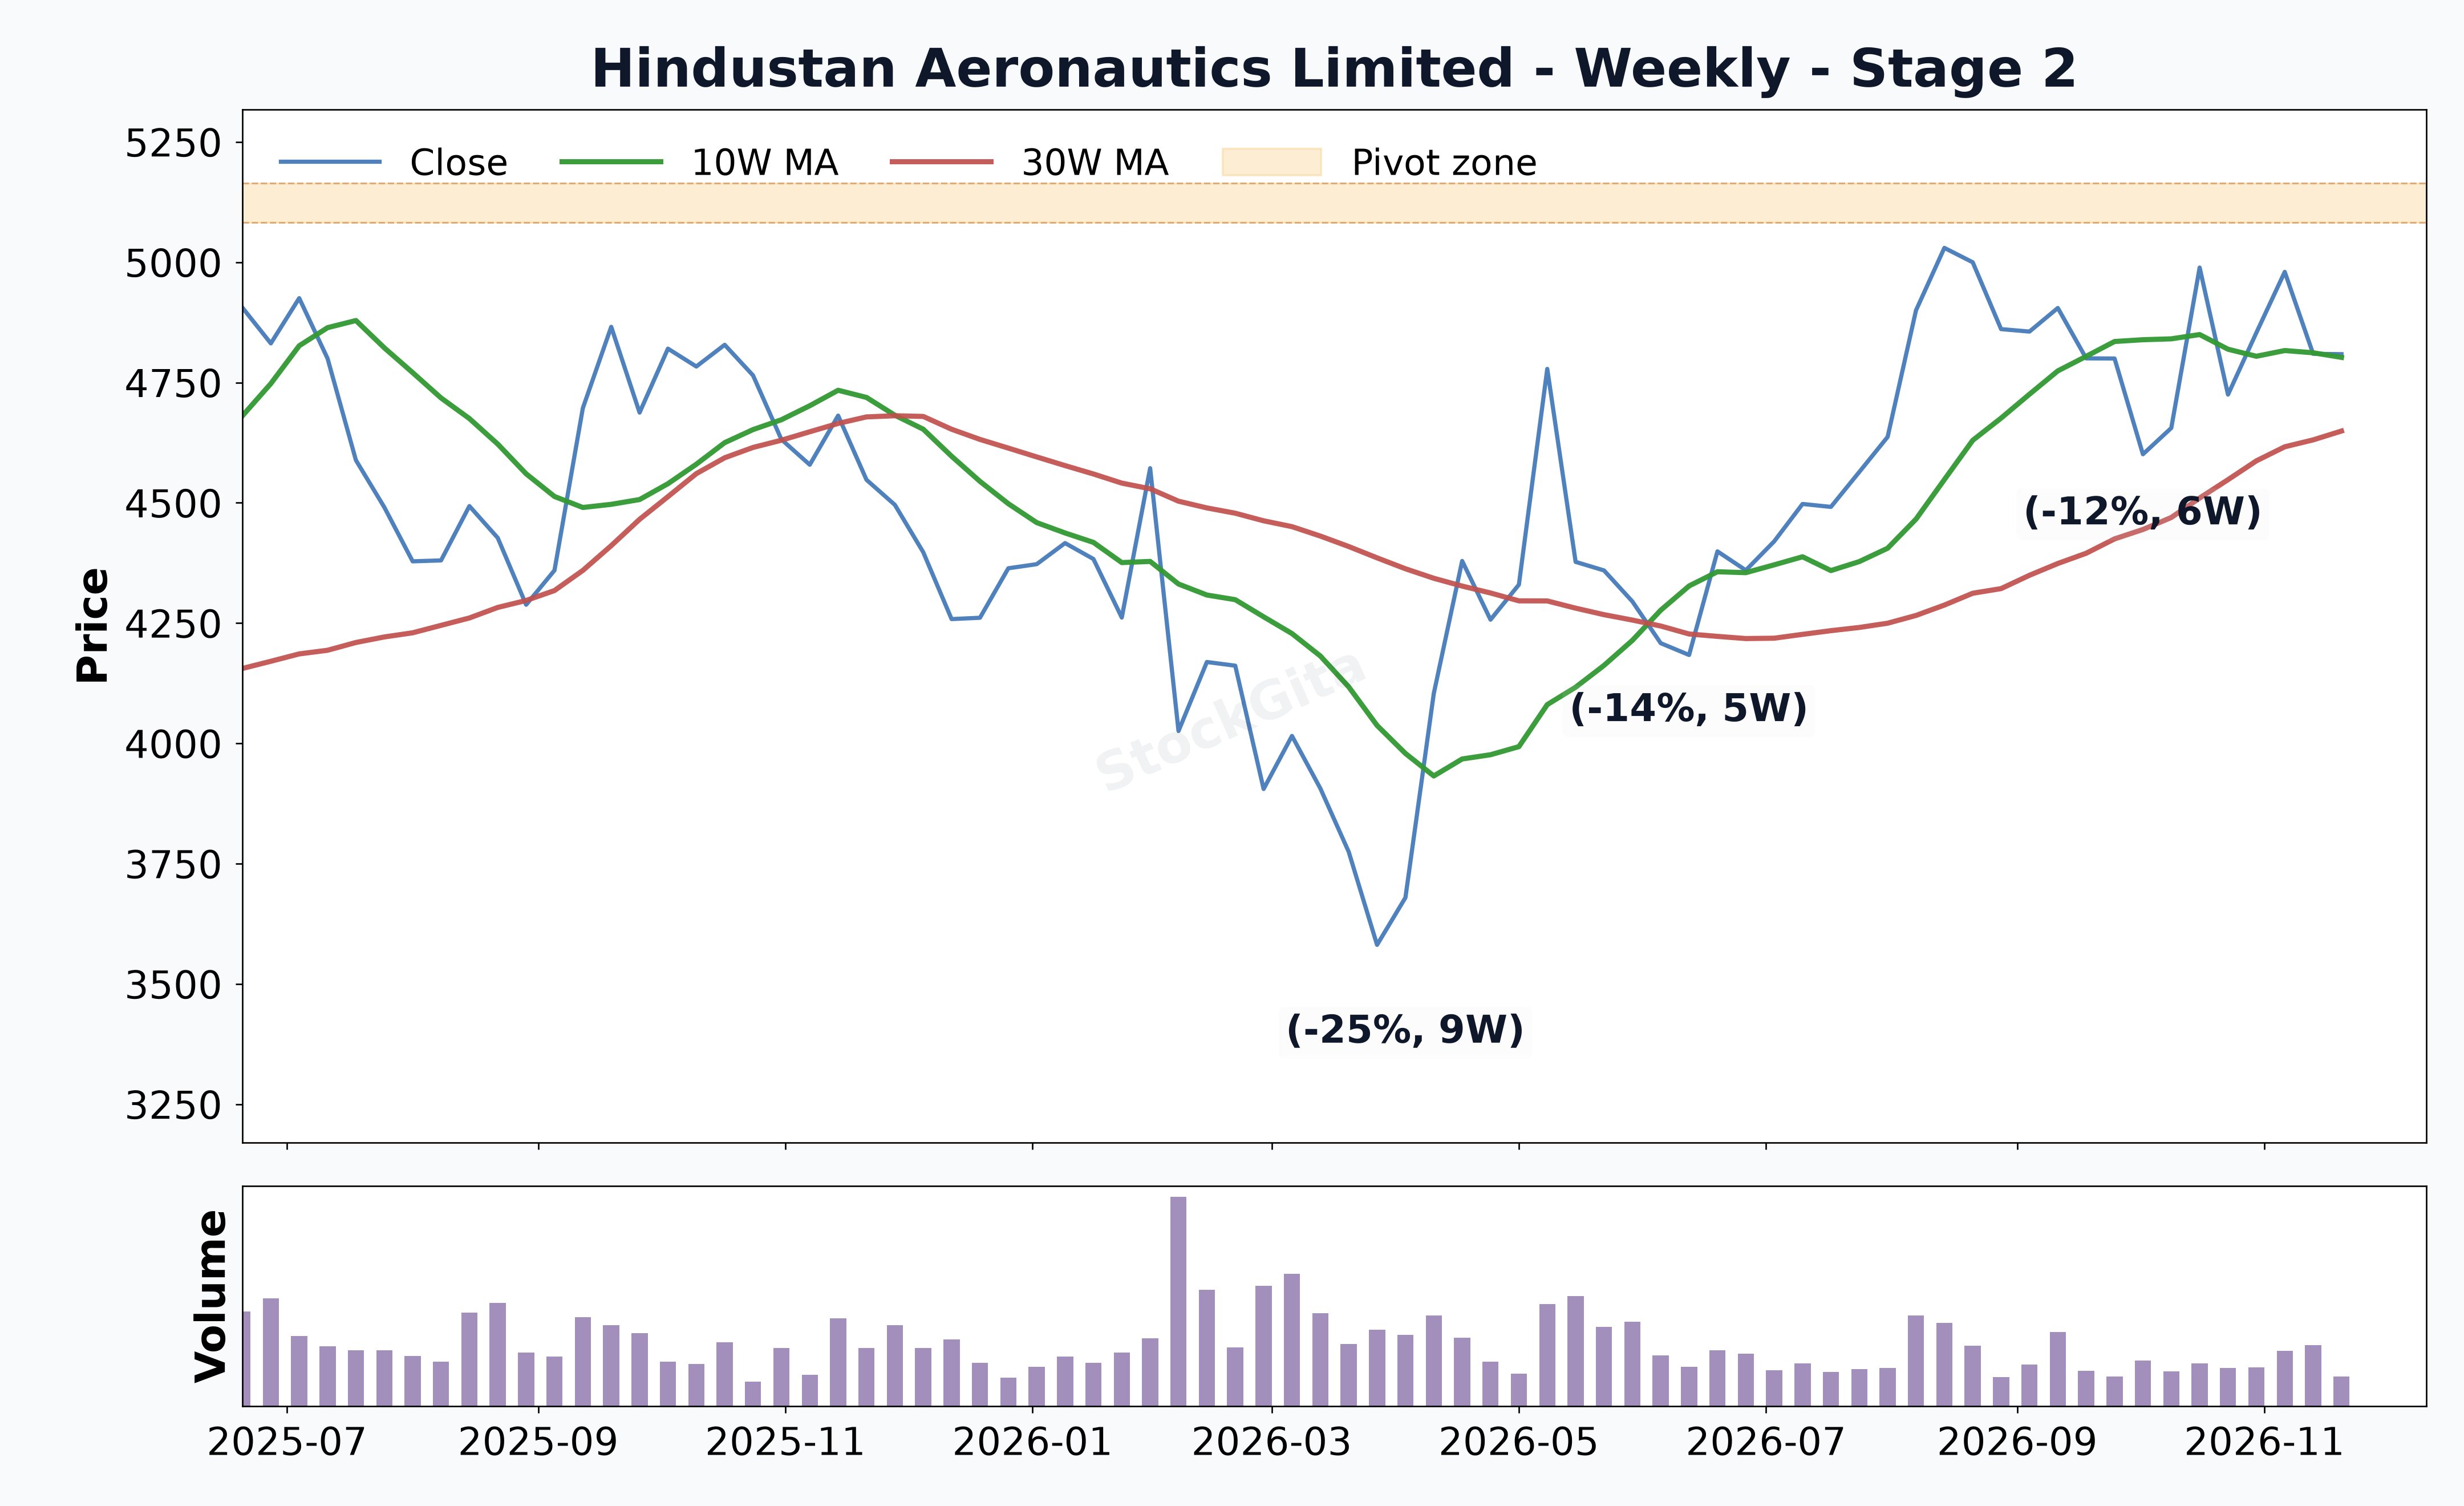 Hindustan Aeronautics Limited - Weekly - Stage 2
Close 10W MA 30W MA Pivot zone
5250
5000
4750
4500
4250
4000
3750
3500
3250
Price
(-12%, 6W)
(-14%, 5W)
(-25%, 9W)
StockGita
Volume
2025-07 2025-09 2025-11 2026-01 2026-03 2026-05 2026-07 2026-09 2026-11